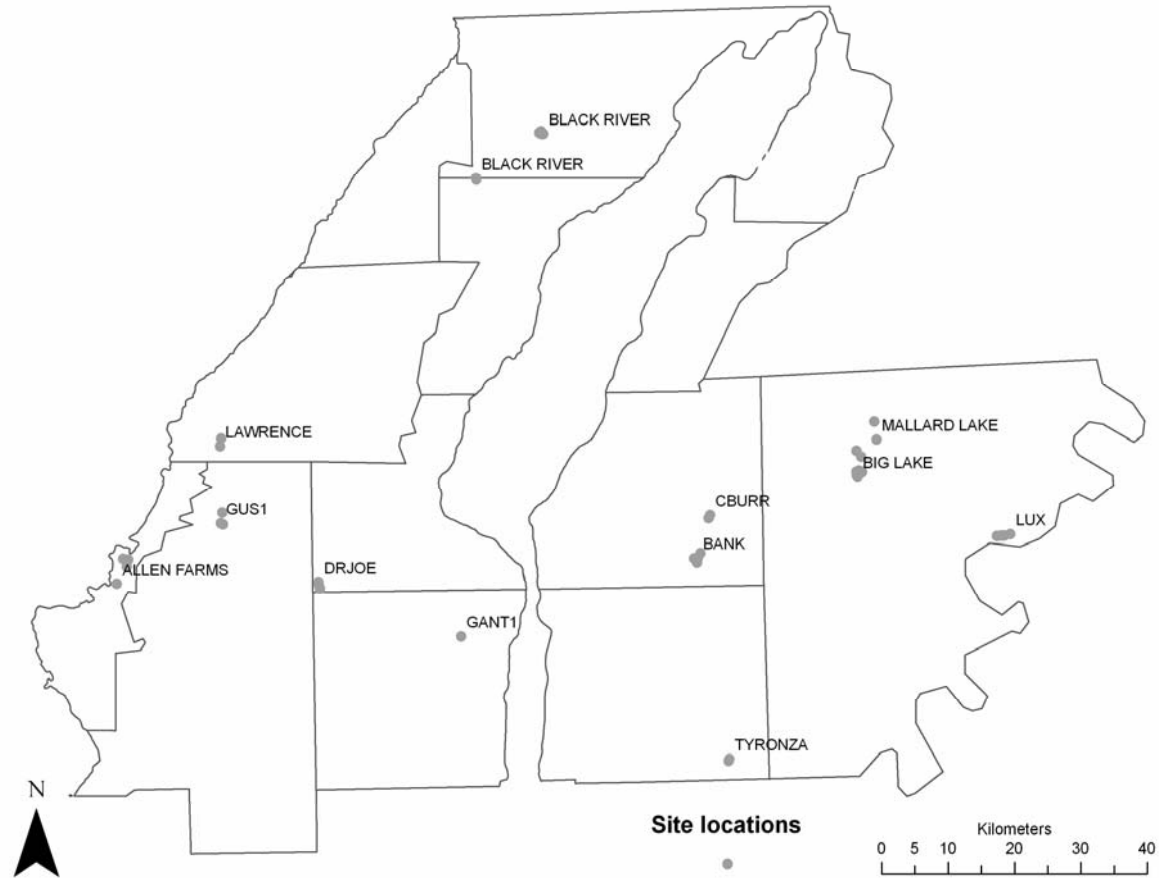 BLACK RIVER
BLACK RIVER
LAWRENCE
MALLARD LAKE
BIG LAKE
GUS1
CBURR
LUX
BANK
ALLEN FARMS
DRJOE
GANT1
TYRONZA
N
Site locations
Kilometers
0 5 10 20 30 40